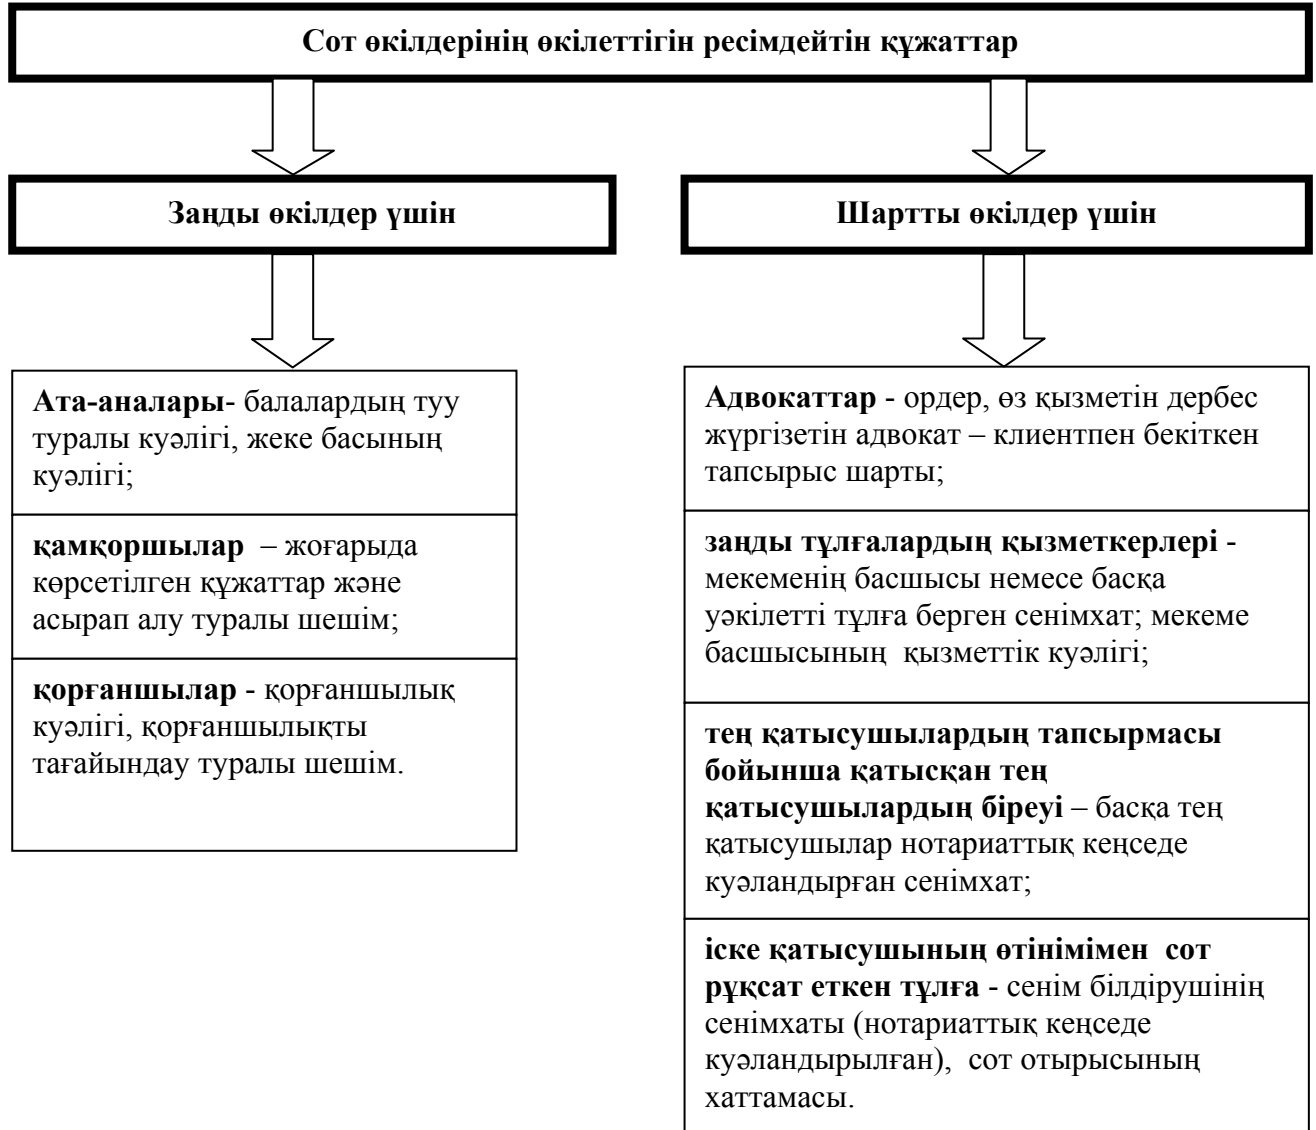 Сот өкілдерінің өкілеттігін ресімдейтін құжаттар
Заңды өкілдер үшін
Шартты өкілдер үшін
Ата-аналары- балалардың туу
туралы куәлігі, жеке басының
куәлігі;
қамқоршылар – жоғарыда
көрсетілген құжаттар және
асырап алу туралы шешім;
қорғаншылар - қорғаншылық
куәлігі, қорғаншылықты
тағайындау туралы шешім.
Адвокаттар - ордер, өз қызметін дербес
жүргізетін адвокат – клиентпен бекіткен
тапсырыс шарты;
заңды тұлғалардың қызметкерлері -
мекеменің басшысы немесе басқа
уәкілетті тұлға берген сенімхат; мекеме
басшысының қызметтік куәлігі;
тең қатысушылардың тапсырмасы
бойынша қатысқан тең
қатысушылардың біреуі – басқа тең
қатысушылар нотариаттық кеңседе
куәландырған сенімхат;
іске қатысушының өтінімімен сот
рұқсат еткен тұлға - сенім білдірушінің
сенімхаты (нотариаттық кеңседе
куәландырылған), сот отырысының
хаттамасы.